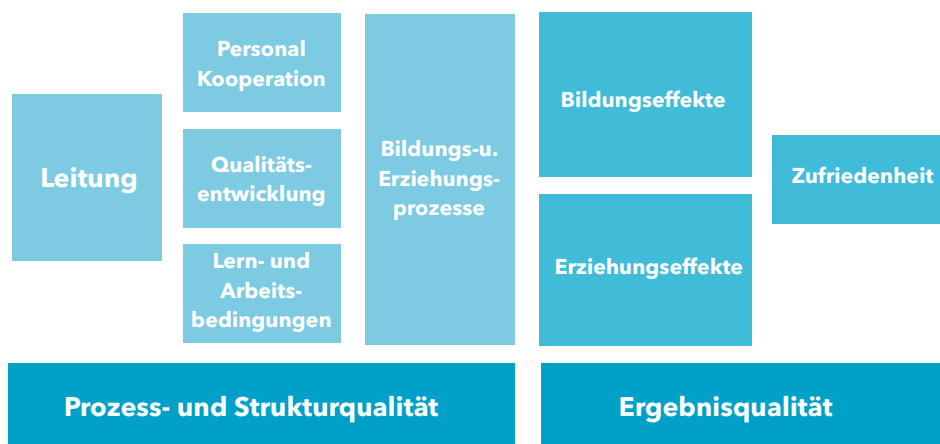 Leitung
Personal
Kooperation
Qualitäts-
entwicklung
Lern- und
Arbeits-
bedingungen
Bildungs-u.
Erziehungs-
prozesse
Bildungseffekte
Erziehungseffekte
Zufriedenheit
Prozess- und Strukturqualität
Ergebnisqualität